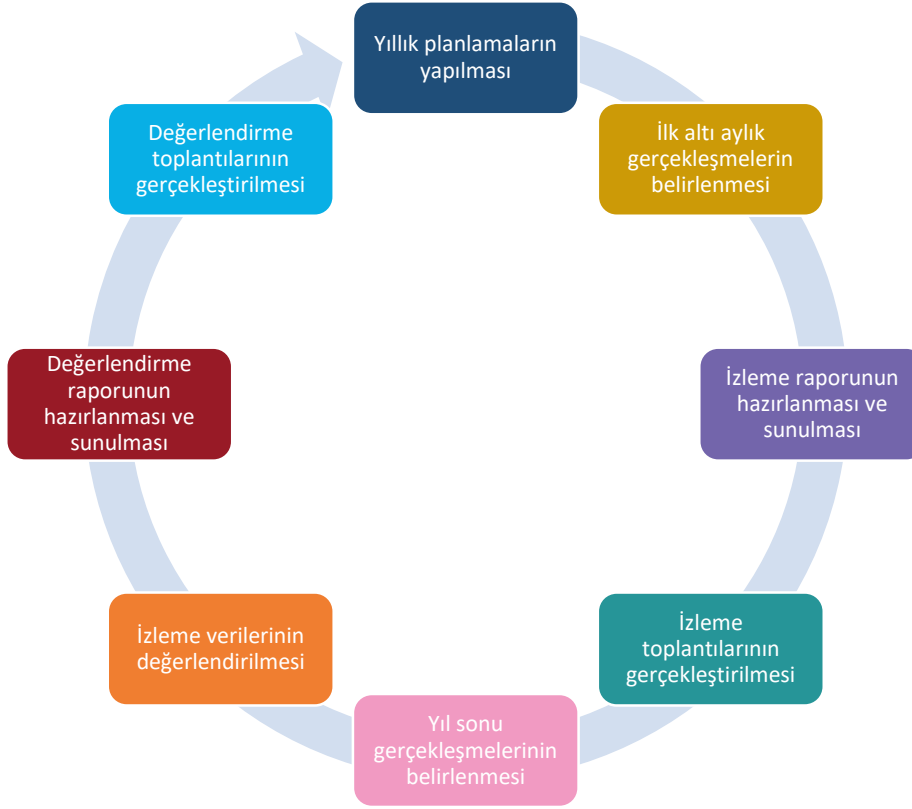 Yıllık planlamaların
yapılması
İlk altı aylık
gerçekleşmelerin
belirlenmesi
İzleme raporunun
hazırlanması ve
sunulması
İzleme
toplantılarının
gerçekleştirilmesi
Yıl sonu
gerçekleşmelerinin
belirlenmesi
İzleme verilerinin
değerlendirilmesi
Değerlendirme
raporunun
hazırlanması ve
sunulması
Değerlendirme
toplantılarının
gerçekleştirilmesi